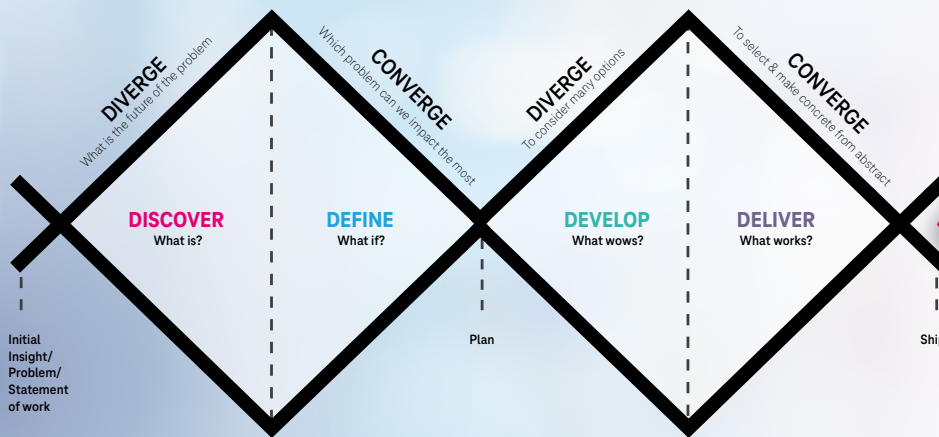 DIVERGE
What is the future of the problem
CONVERGE
Which problem can we impact the most
DIVERGE
To consider many options
CONVERGE
To select & make concrete from abstract
DISCOVER
What is?
DEFINE
What if?
DEVELOP
What wows?
DELIVER
What works?
Initial
Insight/
Problem/
Statement
of work
Plan